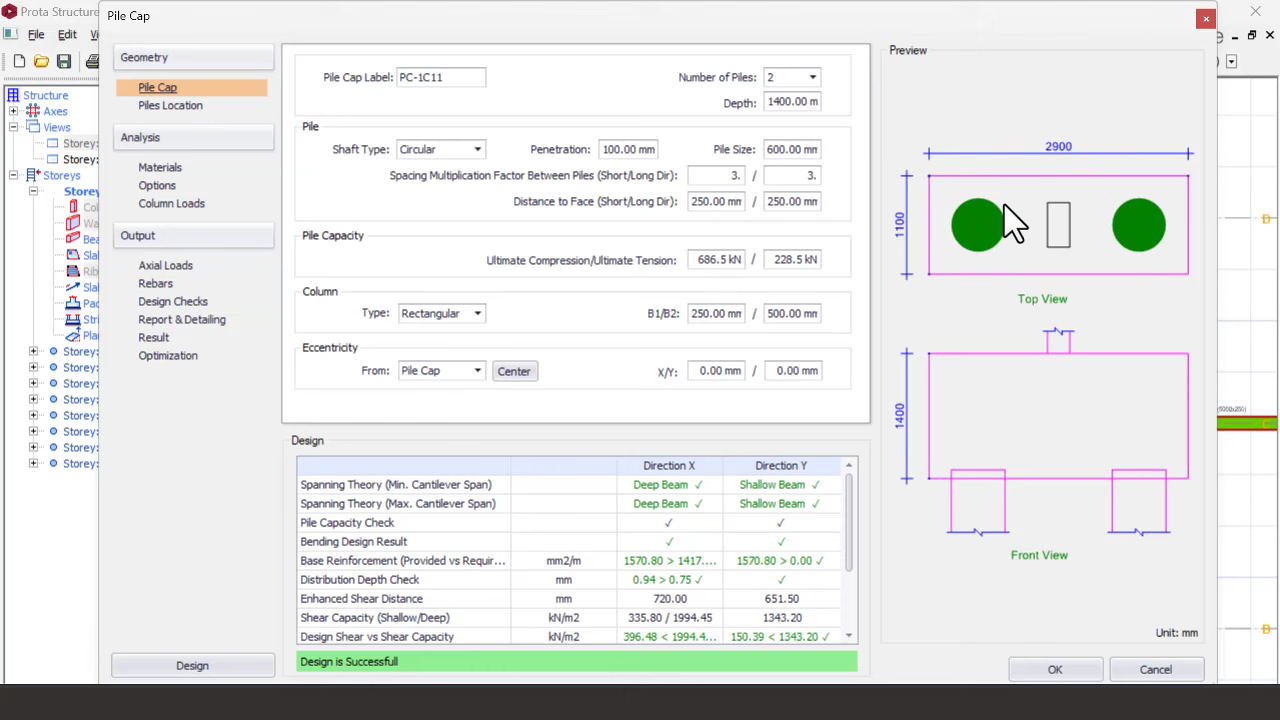 Prota Structure
Pile Cap
File Edit
Geometry
Pile Cap
Piles Location
Analysis
Materials
Options
Column Loads
Output
Axial Loads
Rebars
Design Checks
Report & Detailing
Result
Optimization
Design
Structure
Axes
Views
Storey:
Storey:
Storeys
Storey
Col
Wa
Bea
Slal
Rib
Slal
Pac
Stri
Pla
Storey:
Storey:
Storey:
Storey:
Storey:
Storey:
Storey:
Storey:
Pile Cap Label: PC-1C11
Number of Piles: 2
Depth: 1400.00 m
Pile
Shaft Type: Circular Penetration: 100.00 mm Pile Size: 600.00 mm
Spacing Multiplication Factor Between Piles (Short/Long Dir): 3. / 3.
Distance to Face (Short/Long Dir): 250.00 mm / 250.00 mm
Pile Capacity
Ultimate Compression/Ultimate Tension: 686.5 kN / 228.5 kN
Column
Type: Rectangular B1/B2: 250.00 mm / 500.00 mm
Eccentricity
From: Pile Cap Center X/Y: 0.00 mm / 0.00 mm
Design
Direction X Direction Y
Spanning Theory (Min. Cantilever Span) Deep Beam ✓ Shallow Beam ✓
Spanning Theory (Max. Cantilever Span) Deep Beam ✓ Shallow Beam ✓
Pile Capacity Check ✓ ✓
Bending Design Result ✓ ✓
Base Reinforcement (Provided vs Requir... mm2/m 1570.80 > 1417.... 1570.80 > 0.00 ✓
Distribution Depth Check mm 0.94 > 0.75 ✓ ✓
Enhanced Shear Distance mm 720.00 651.50
Shear Capacity (Shallow/Deep) kN/m2 335.80 / 1994.45 1343.20
Design Shear vs Shear Capacity kN/m2 396.48 < 1994.4... 150.39 < 1343.20 ✓
Design is Successfull
Preview
2900
1100
Top View
1400
Front View
Unit: mm
OK Cancel
D
(5000x250)
C
D